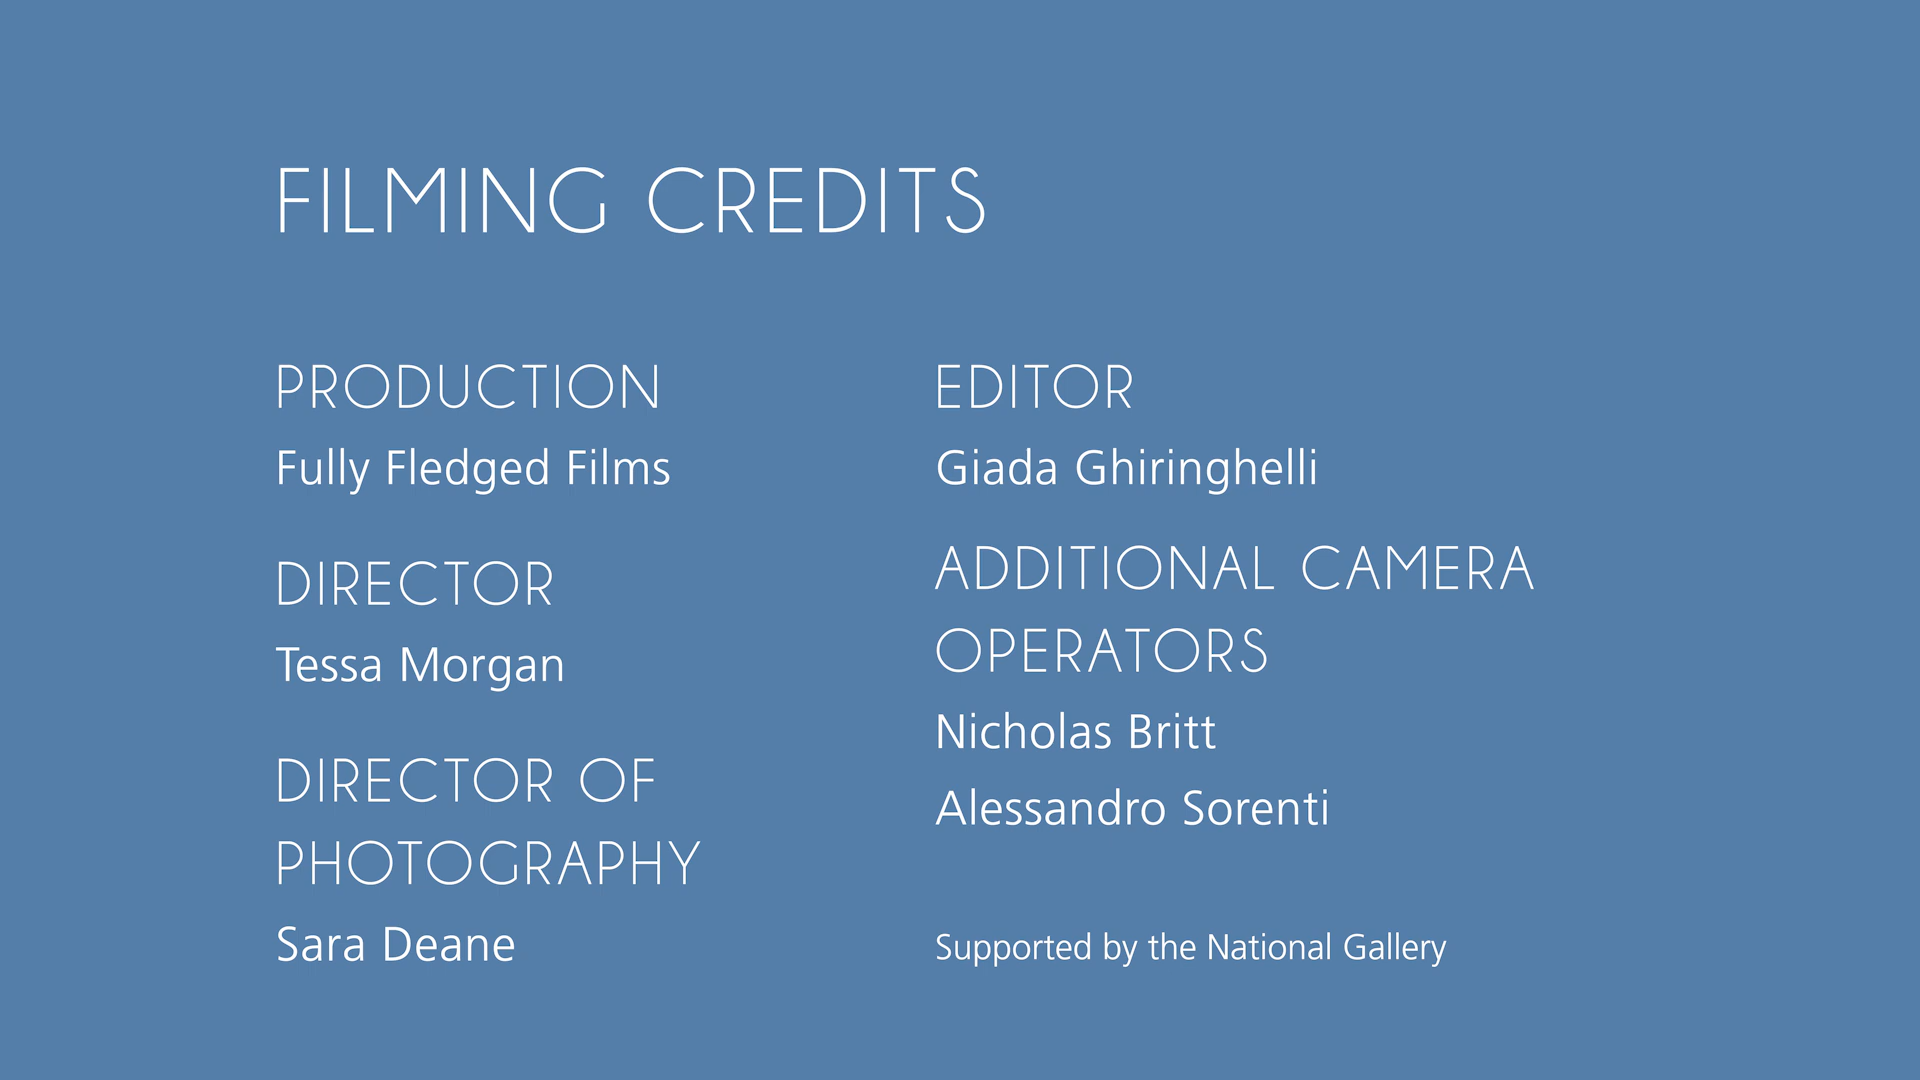 FILMING CREDITS
PRODUCTION
Fully Fledged Films
DIRECTOR
Tessa Morgan
DIRECTOR OF
PHOTOGRAPHY
Sara Deane
EDITOR
Giada Ghiringhelli
ADDITIONAL CAMERA
OPERATORS
Nicholas Britt
Alessandro Sorenti
Supported by the National Gallery